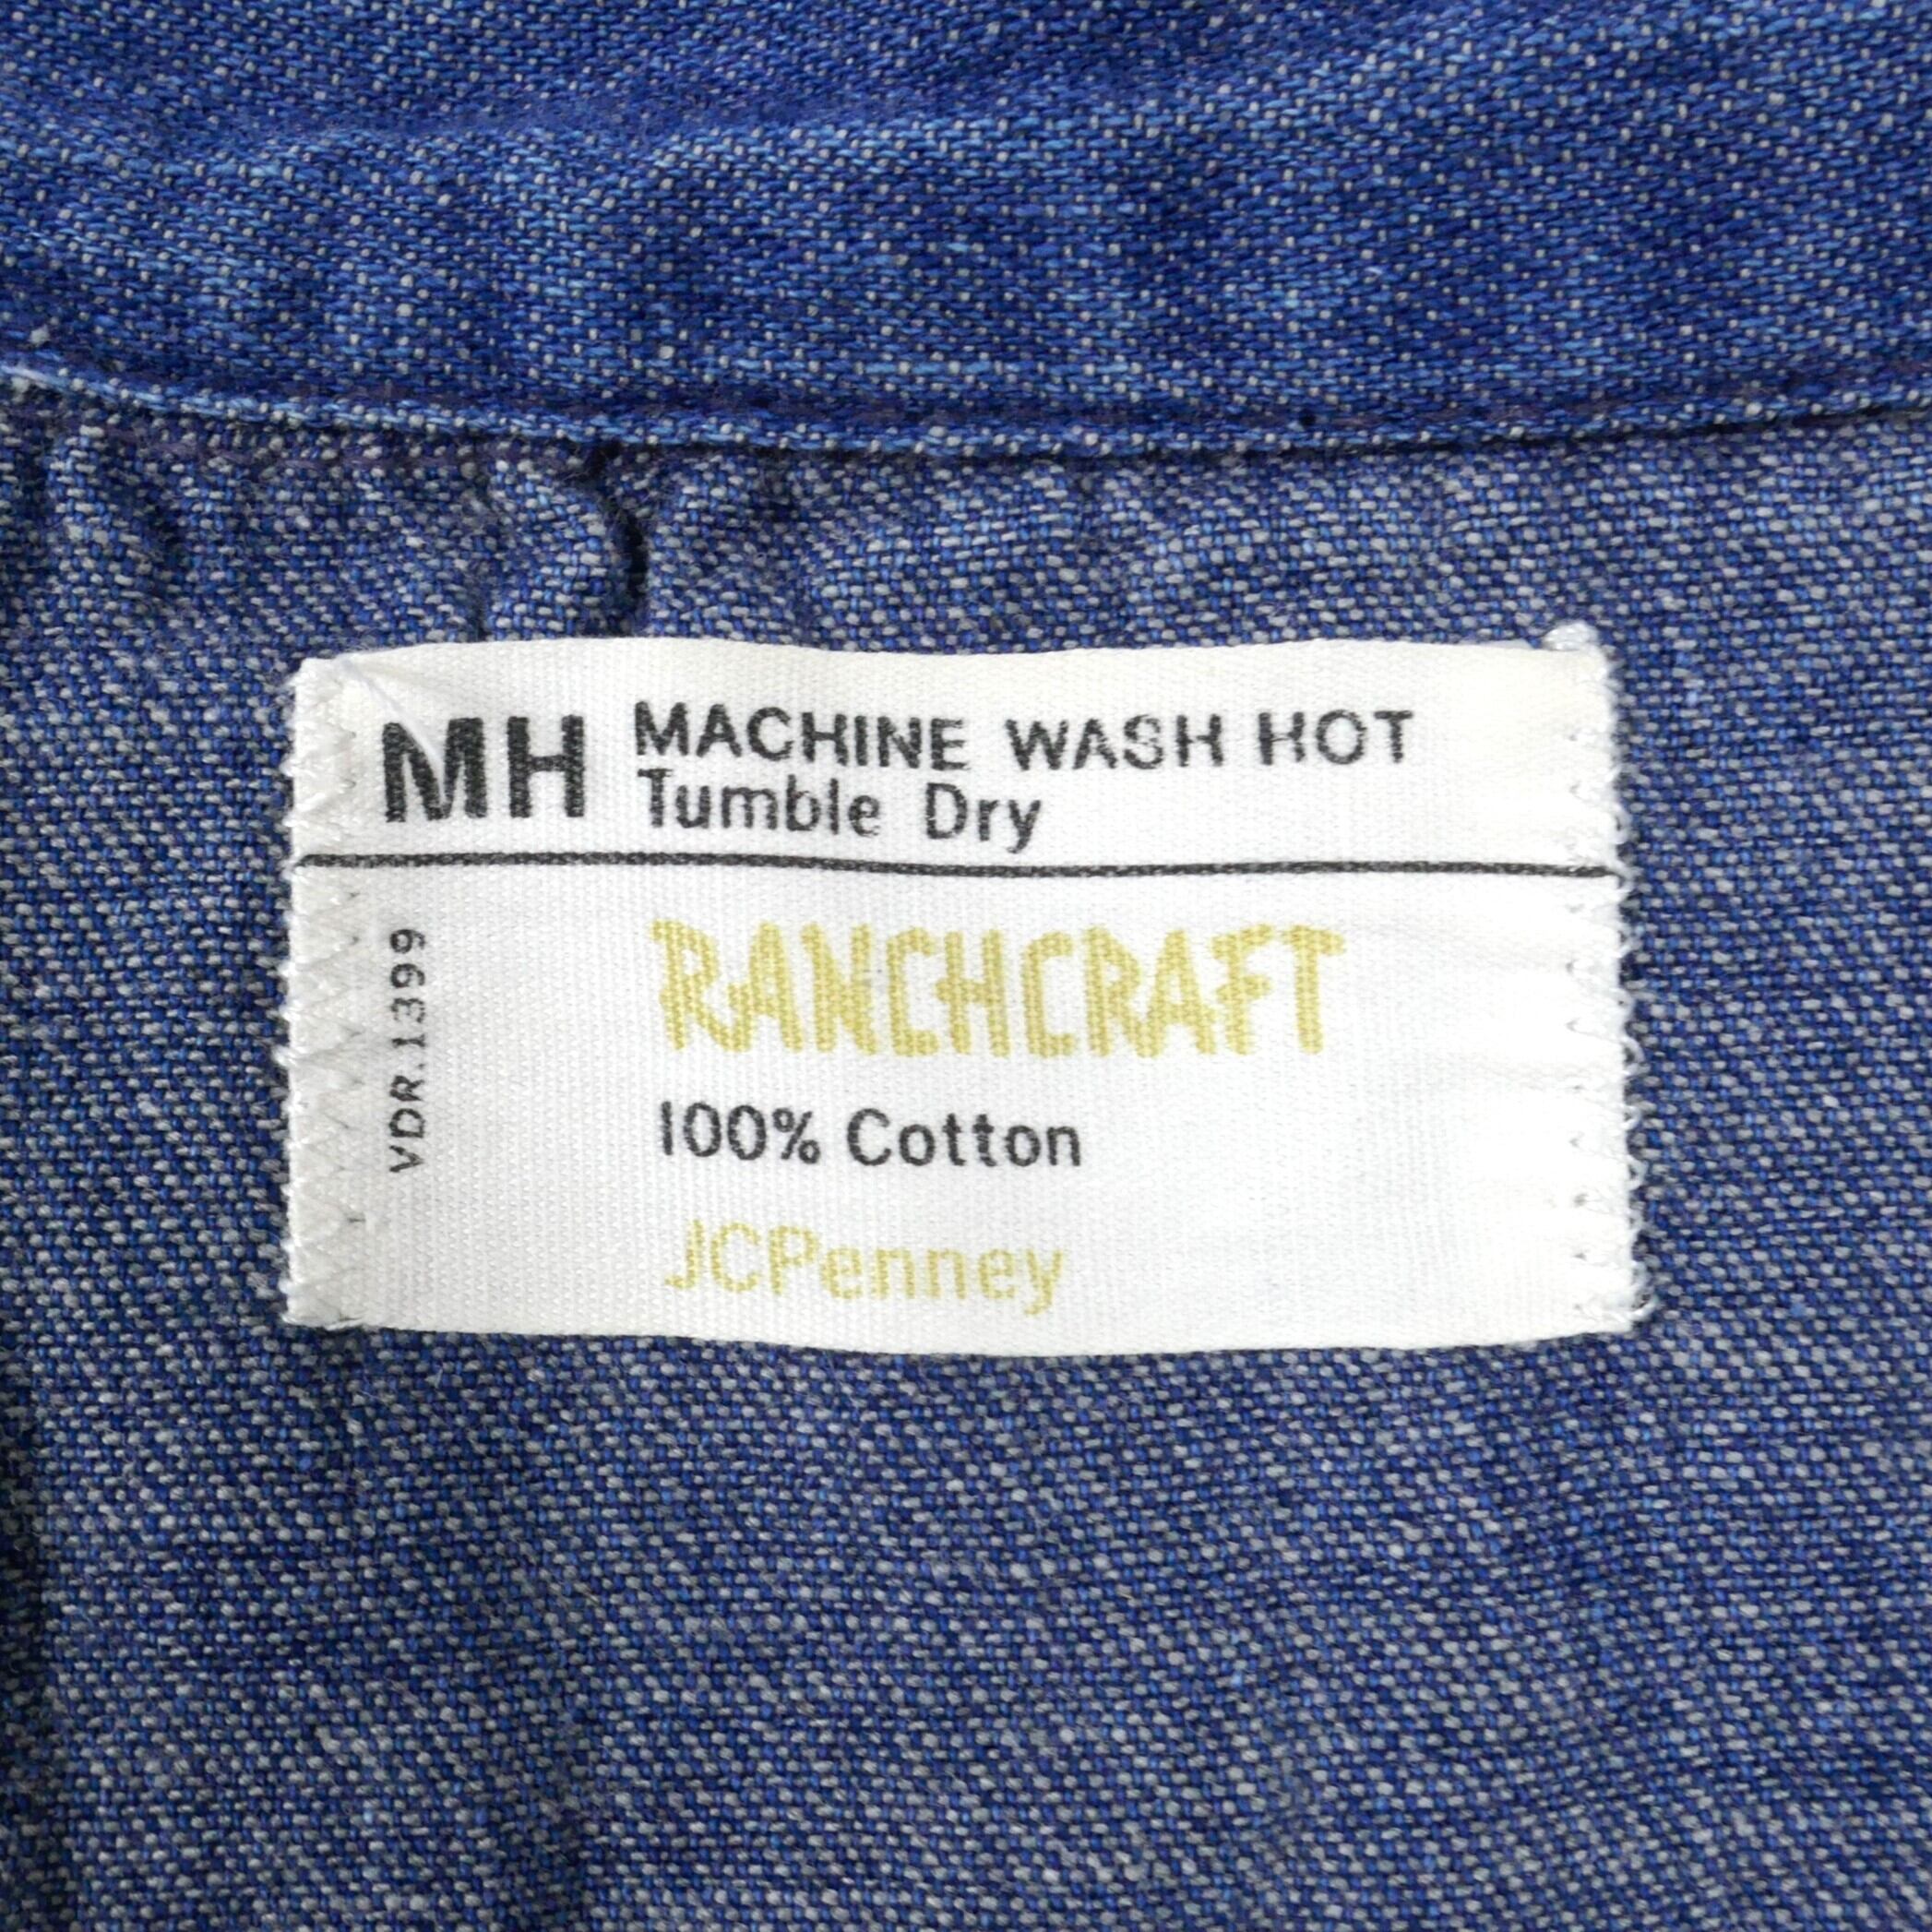 MH MACHINE WASH HOT
Tumble Dry
VDR.1399
RANCHCRAFT
100% Cotton
JCPenney